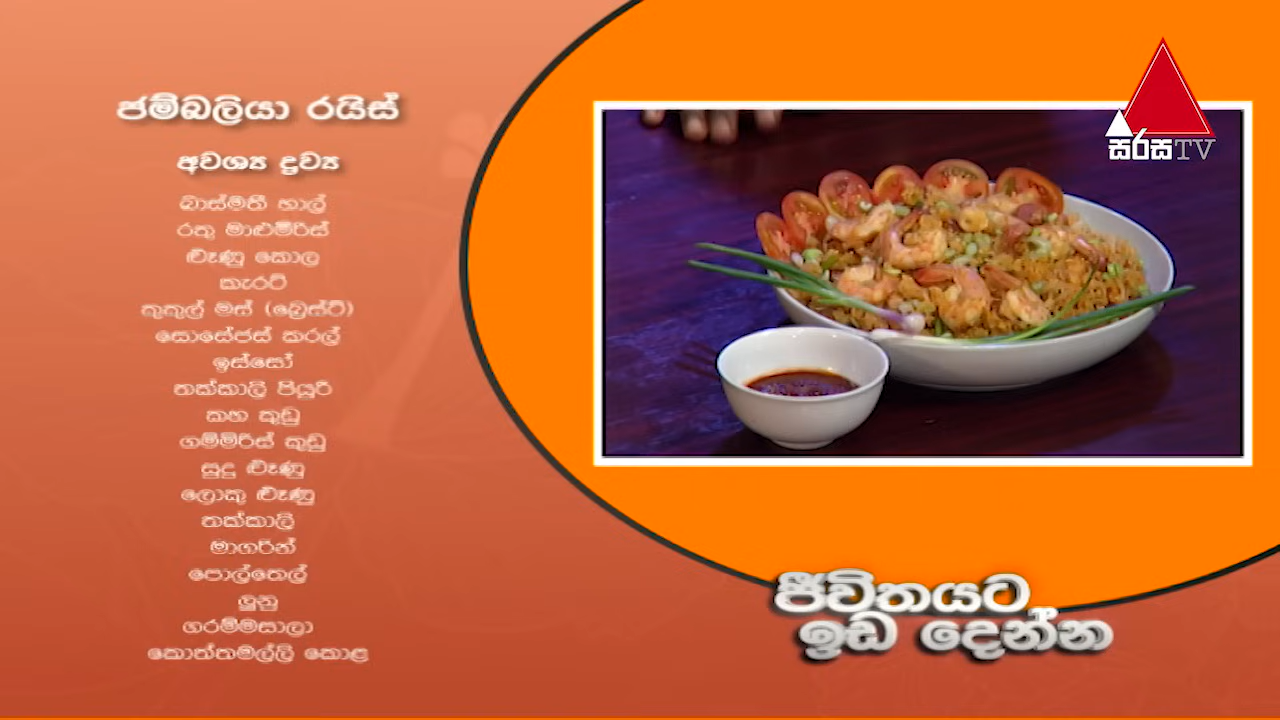 ජම්බලියා රයිස්
අවශ්‍ය ද්‍රව්‍ය
බාස්මතී හාල්
රතු මාළුමිරිස්
ළූණු කොල
කැරට්
කුකුල් මස් (බ්‍රෙස්ට්)
සොසේජස් කරල්
ඉස්සෝ
තක්කාලි පියුරි
කහ කුඩු
ගම්මිරිස් කුඩු
සුදු ළූණු
ලොකු ළූණු
තක්කාලි
මාගරින්
පොල්තෙල්
ලුනු
ගරම්මසාලා
කොත්තමල්ලි කොළ
සිරස TV
ජීවිතයට
ඉඩ දෙන්න